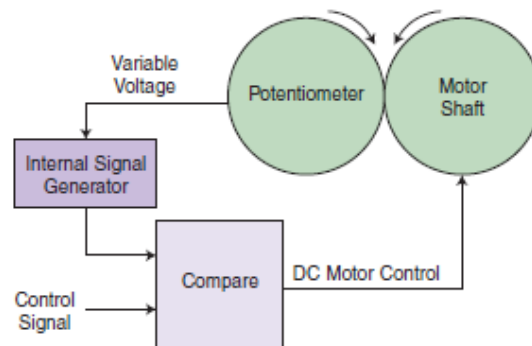 Variable
Voltage
Potentiometer
Motor
Shaft
Internal Signal
Generator
Compare
DC Motor Control
Control
Signal